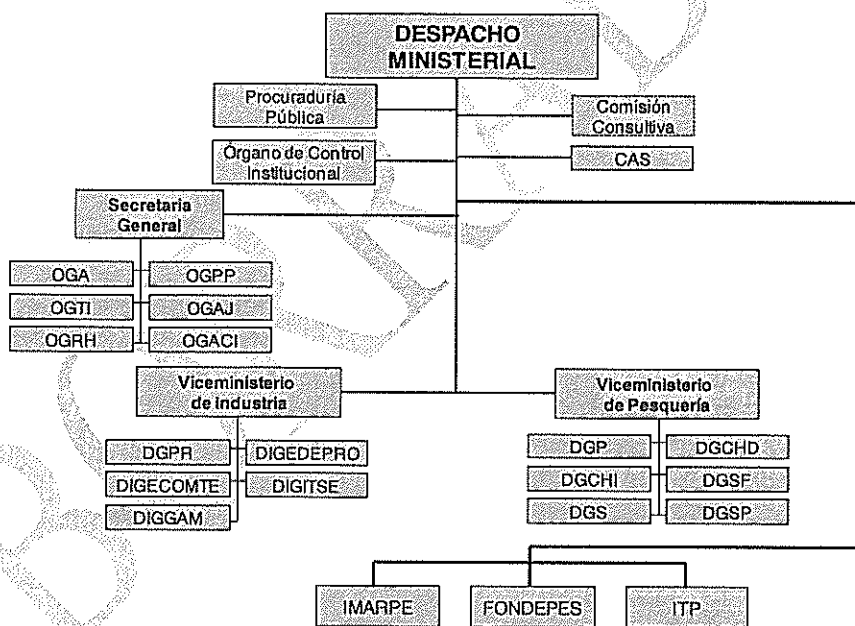 DESPACHO
MINISTERIAL
Procuraduría
Pública
Comisión
Consultiva
Órgano de Control
Institucional
CAS
Secretaria
General
OGA
OGPP
OGTI
OGAJ
OGRH
OGACI
Viceministerio
de Industria
Viceministerio
de Pesquería
DGPR
DIGEDEPRO
DIGECOMTE
DIGITSE
DIGGAM
DGP
DGCHD
DGCHI
DGSF
DGS
DGSP
IMARPE
FONDEPES
ITP